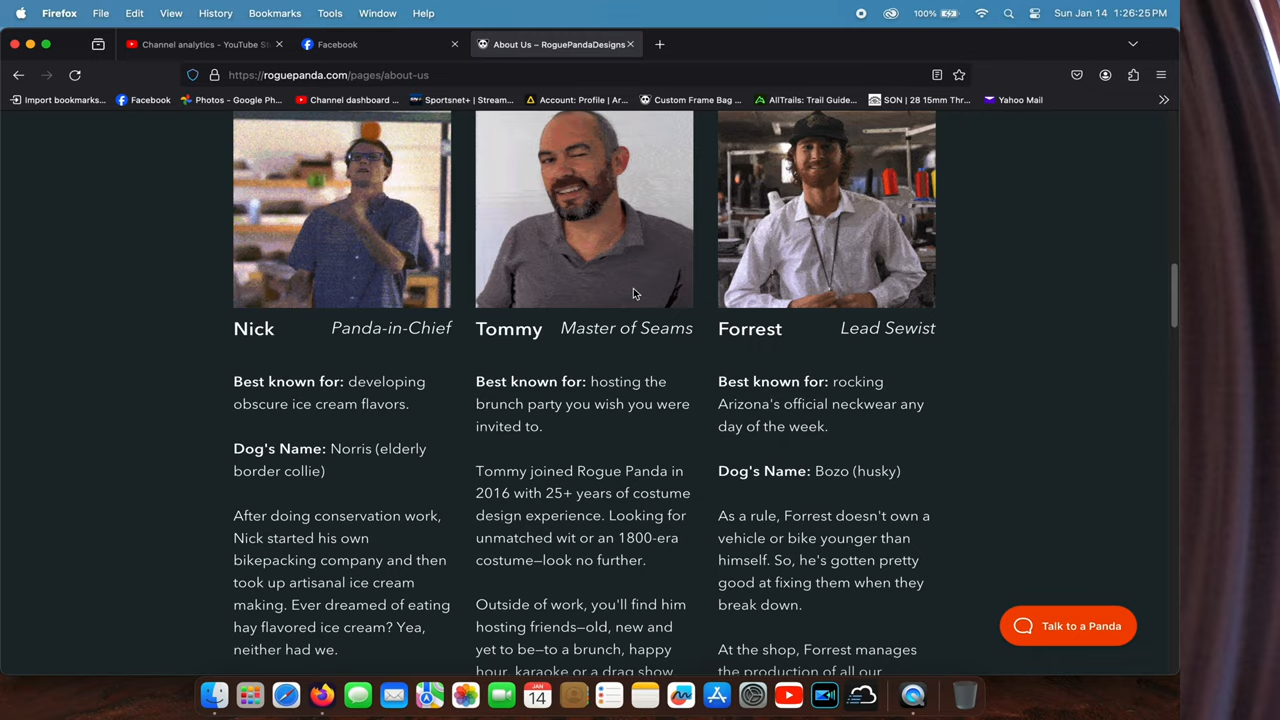 Firefox File Edit View History Bookmarks Tools Window Help 100% Sun Jan 14 1:26:25 PM
Channel analytics - YouTube St Facebook About Us – RoguePandaDesigns
https://roguepanda.com/pages/about-us
Import bookmarks... Facebook Photos - Google Ph... Channel dashboard ... Sportsnet+ | Stream... Account: Profile | Ar... Custom Frame Bag ... AllTrails: Trail Guide... SON | 28 15mm Thr... Yahoo Mail
Nick Panda-in-Chief
Best known for: developing
obscure ice cream flavors.
Dog's Name: Norris (elderly
border collie)
After doing conservation work,
Nick started his own
bikepacking company and then
took up artisanal ice cream
making. Ever dreamed of eating
hay flavored ice cream? Yea,
neither had we.
Tommy Master of Seams
Best known for: hosting the
brunch party you wish you were
invited to.
Tommy joined Rogue Panda in
2016 with 25+ years of costume
design experience. Looking for
unmatched wit or an 1800-era
costume—look no further.
Outside of work, you'll find him
hosting friends—old, new and
yet to be—to a brunch, happy
hour, karaoke or a drag show
Forrest Lead Sewist
Best known for: rocking
Arizona's official neckwear any
day of the week.
Dog's Name: Bozo (husky)
As a rule, Forrest doesn't own a
vehicle or bike younger than
himself. So, he's gotten pretty
good at fixing them when they
break down.
At the shop, Forrest manages
the production of all our
Talk to a Panda
JAN
14